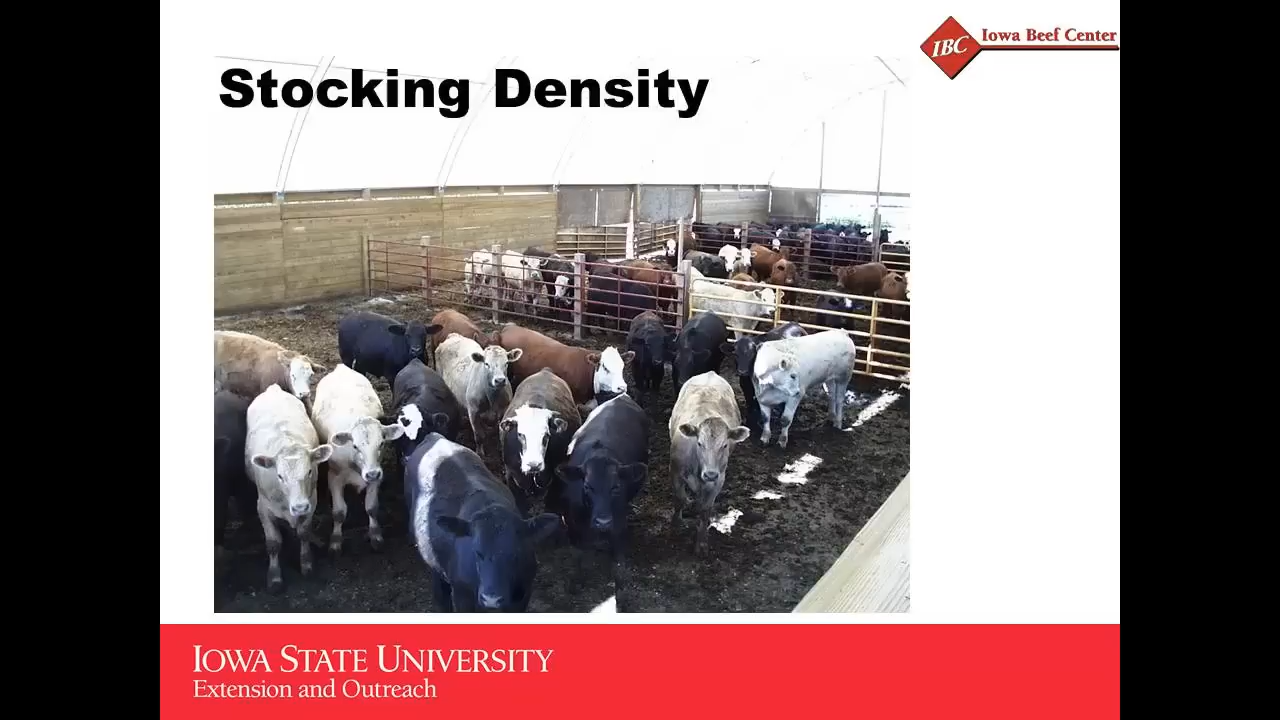 IBC Iowa Beef Center
Stocking Density
IOWA STATE UNIVERSITY
Extension and Outreach